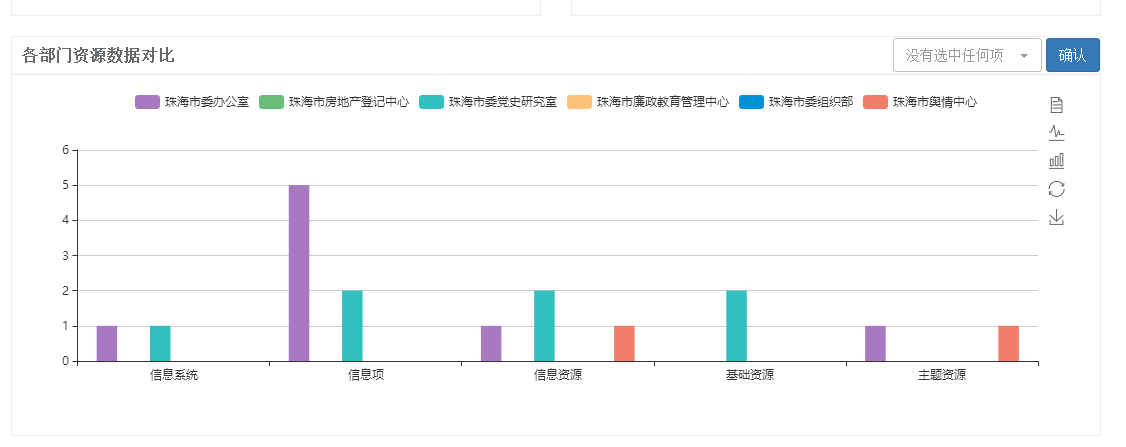 各部门资源数据对比
没有选中任何项
确认
珠海市委办公室 珠海市房地产登记中心 珠海市委党史研究室 珠海市廉政教育管理中心 珠海市委组织部 珠海市舆情中心
6
5
4
3
2
1
0
信息系统 信息项 信息资源 基础资源 主题资源